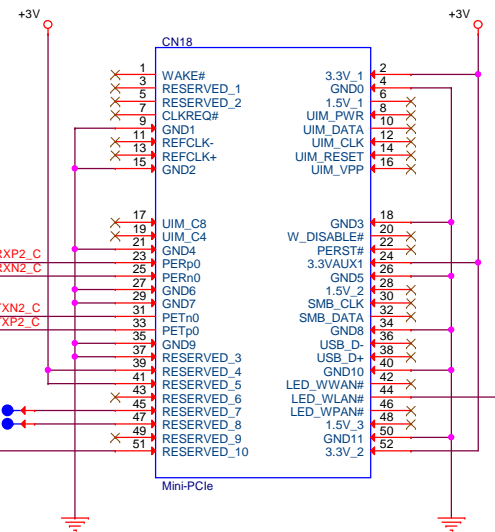 +3V
+3V
CN18
1 WAKE# 3.3V_1 2
3 RESERVED_1 GND0 4
5 RESERVED_2 1.5V_1 6
7 CLKREQ# UIM_PWR 8
9 GND1 UIM_DATA 10
11 REFCLK- UIM_CLK 12
13 REFCLK+ UIM_RESET 14
15 GND2 UIM_VPP 16
17 UIM_C8 GND3 18
19 UIM_C4 W_DISABLE# 20
21 GND4 PERST# 22
RXP2_C 23 PERp0 3.3VAUX1 24
RXN2_C 25 PERn0 GND5 26
27 GND6 1.5V_2 28
29 GND7 SMB_CLK 30
TXN2_C 31 PETn0 SMB_DATA 32
TXP2_C 33 PETp0 GND8 34
35 GND9 USB_D- 36
37 RESERVED_3 USB_D+ 38
39 RESERVED_4 GND10 40
41 RESERVED_5 LED_WWAN# 42
43 RESERVED_6 LED_WLAN# 44
45 RESERVED_7 LED_WPAN# 46
47 RESERVED_8 1.5V_3 48
49 RESERVED_9 GND11 50
51 RESERVED_10 3.3V_2 52
Mini-PCIe